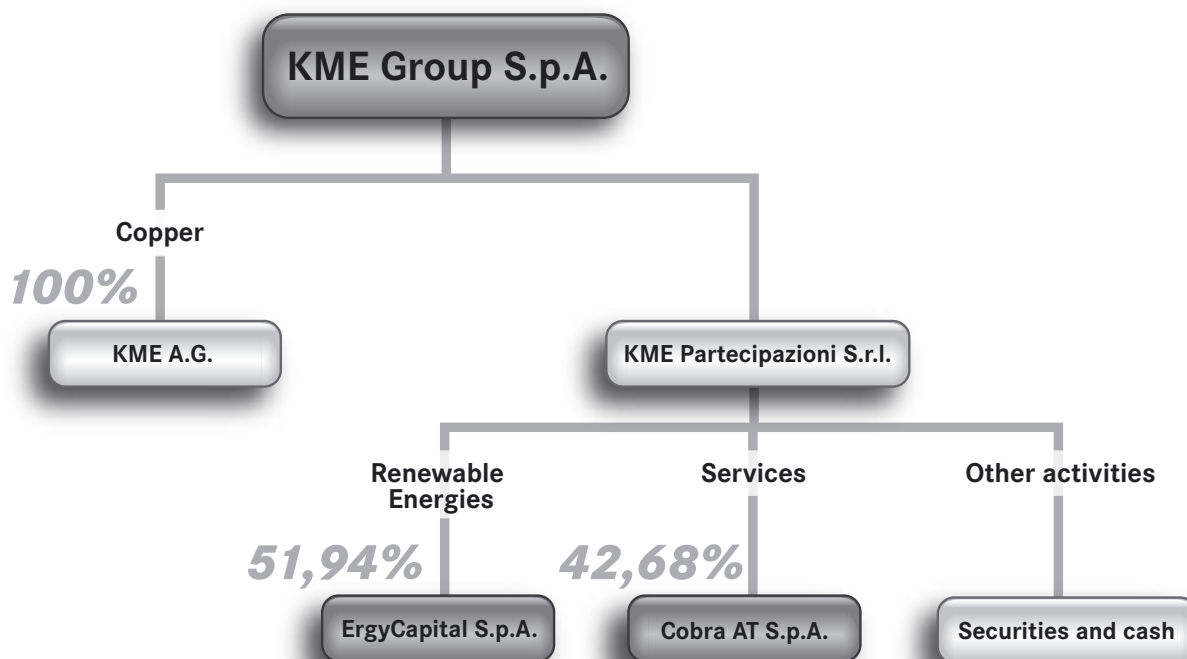 KME Group S.p.A.
Copper
100%
KME A.G.
KME Partecipazioni S.r.l.
Renewable
Energies
Services
Other activities
51,94%
42,68%
ErgyCapital S.p.A.
Cobra AT S.p.A.
Securities and cash